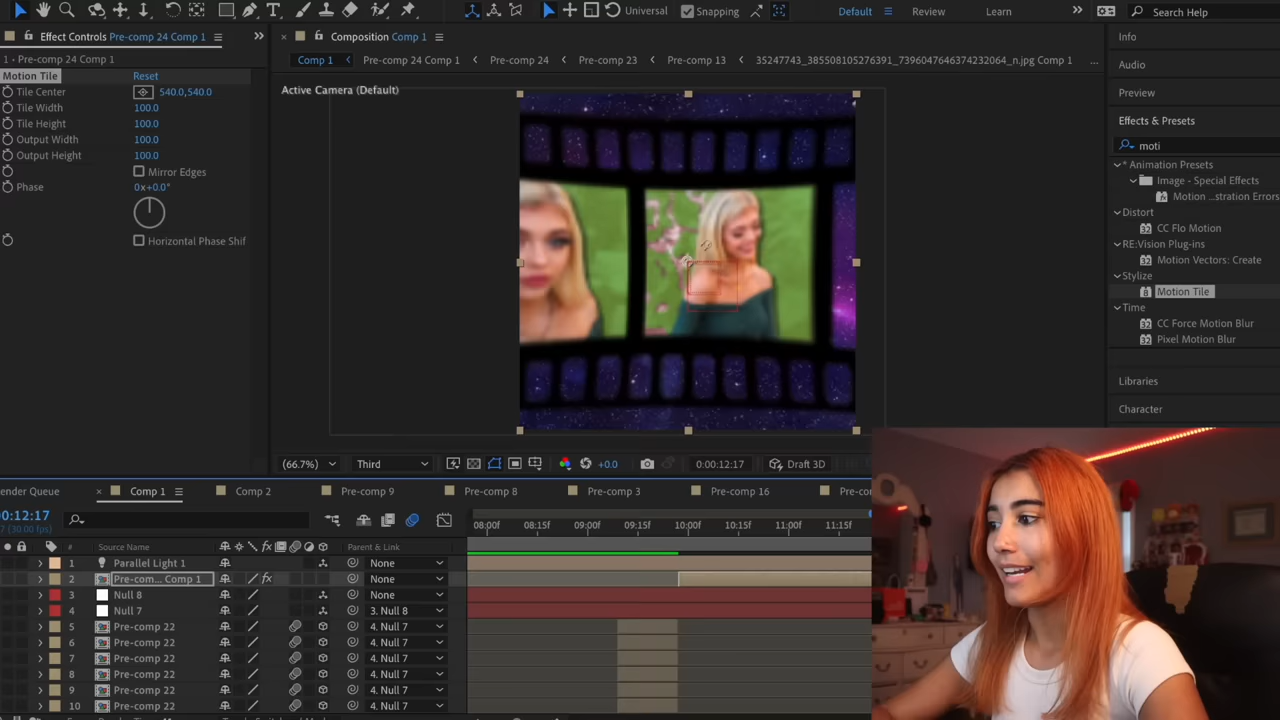 Universal
Snapping
Default
Review
Learn
Search Help
Effect Controls Pre-comp 24 Comp 1
Composition Comp 1
Info
1 • Pre-comp 24 Comp 1
Comp 1
Pre-comp 24 Comp 1
Pre-comp 24
Pre-comp 23
Pre-comp 13
35247743_385508105276391_7396047646374232064_n.jpg Comp 1
...
Audio
Motion Tile
Reset
Active Camera (Default)
Tile Center
540.0,540.0
Preview
Tile Width
100.0
Tile Height
100.0
Effects & Presets
Output Width
100.0
moti
Output Height
100.0
* Animation Presets
Mirror Edges
Image - Special Effects
Phase
0x+0.0°
Motion ...stration Errors
Distort
CC Flo Motion
Horizontal Phase Shif
RE:Vision Plug-ins
Motion Vectors: Create
Stylize
Motion Tile
Time
CC Force Motion Blur
Pixel Motion Blur
Libraries
Character
(66.7%)
Third
+0.0
0:00:12:17
Draft 3D
ender Queue
Comp 1
Comp 2
Pre-comp 9
Pre-comp 8
Pre-comp 3
Pre-comp 16
Pre-co
00:12:17
7 (30.00 fps)
08:00f
08:15f
09:00f
09:15f
10:00f
10:15f
11:00f
11:15f
#
Source Name
fx
Parent & Link
1
Parallel Light 1
None
2
Pre-com... Comp 1
fx
None
3
Null 8
None
4
Null 7
3. Null 8
5
Pre-comp 22
4. Null 7
6
Pre-comp 22
4. Null 7
7
Pre-comp 22
4. Null 7
8
Pre-comp 22
4. Null 7
9
Pre-comp 22
4. Null 7
10
Pre-comp 22
4. Null 7